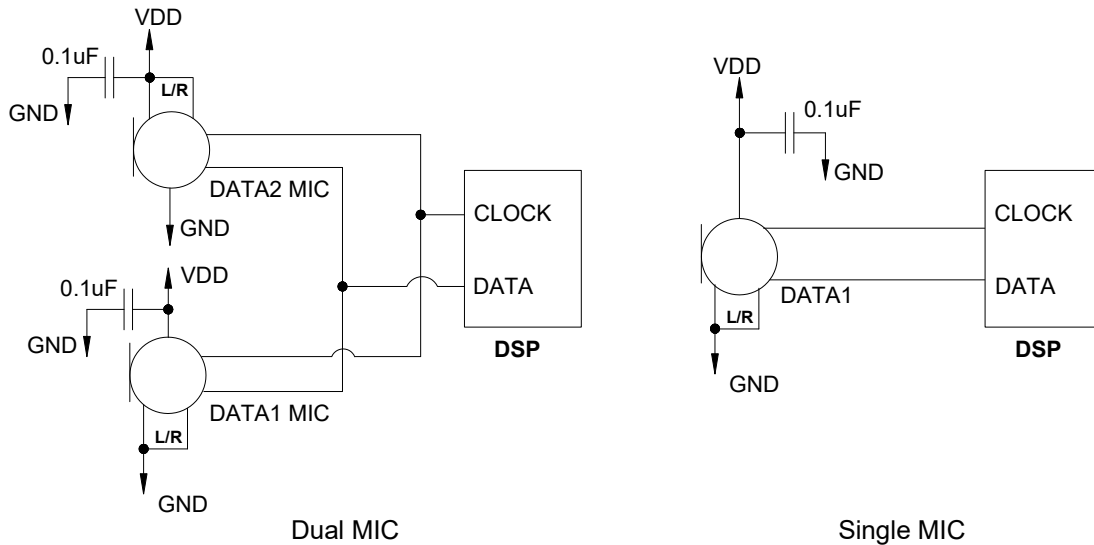 VDD
0.1uF
L/R
GND
DATA2 MIC
GND
CLOCK
DATA
DSP
VDD
0.1uF
GND
DATA1 MIC
L/R
GND
Dual MIC
VDD
0.1uF
GND
CLOCK
DATA1
DATA
L/R
DSP
GND
Single MIC